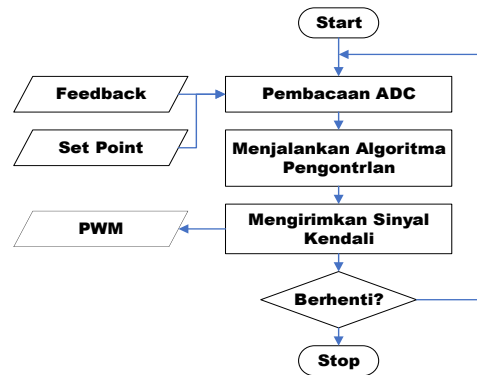 Start
Feedback
Pembacaan ADC
Set Point
Menjalankan Algoritma
Pengontrlan
PWM
Mengirimkan Sinyal
Kendali
Berhenti?
Stop